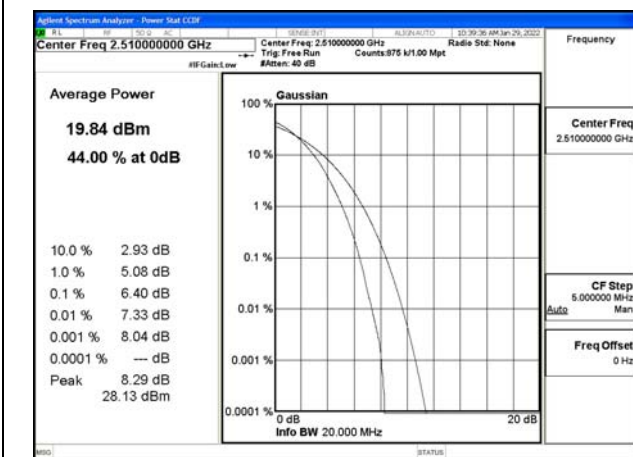 Agilent Spectrum Analyzer - Power Stat CCDF
RL RF 50 Ω AC SENSE:INT ALIGN AUTO 10:39:36 AM Jan 29, 2022
Center Freq 2.510000000 GHz
Center Freq: 2.510000000 GHz Radio Std: None
Trig: Free Run Counts:875 k/1.00 Mpt
#IFGain:Low #Atten: 40 dB
Frequency
Average Power
19.84 dBm
44.00 % at 0dB
10.0 % 2.93 dB
1.0 % 5.08 dB
0.1 % 6.40 dB
0.01 % 7.33 dB
0.001 % 8.04 dB
0.0001 % --- dB
Peak 8.29 dB
28.13 dBm
Gaussian
100 %
10 %
1 %
0.1 %
0.01 %
0.001 %
0.0001 %
0 dB 20 dB
Info BW 20.000 MHz
Center Freq
2.510000000 GHz
CF Step
5.000000 MHz
Auto Man
Freq Offset
0 Hz
MSG STATUS